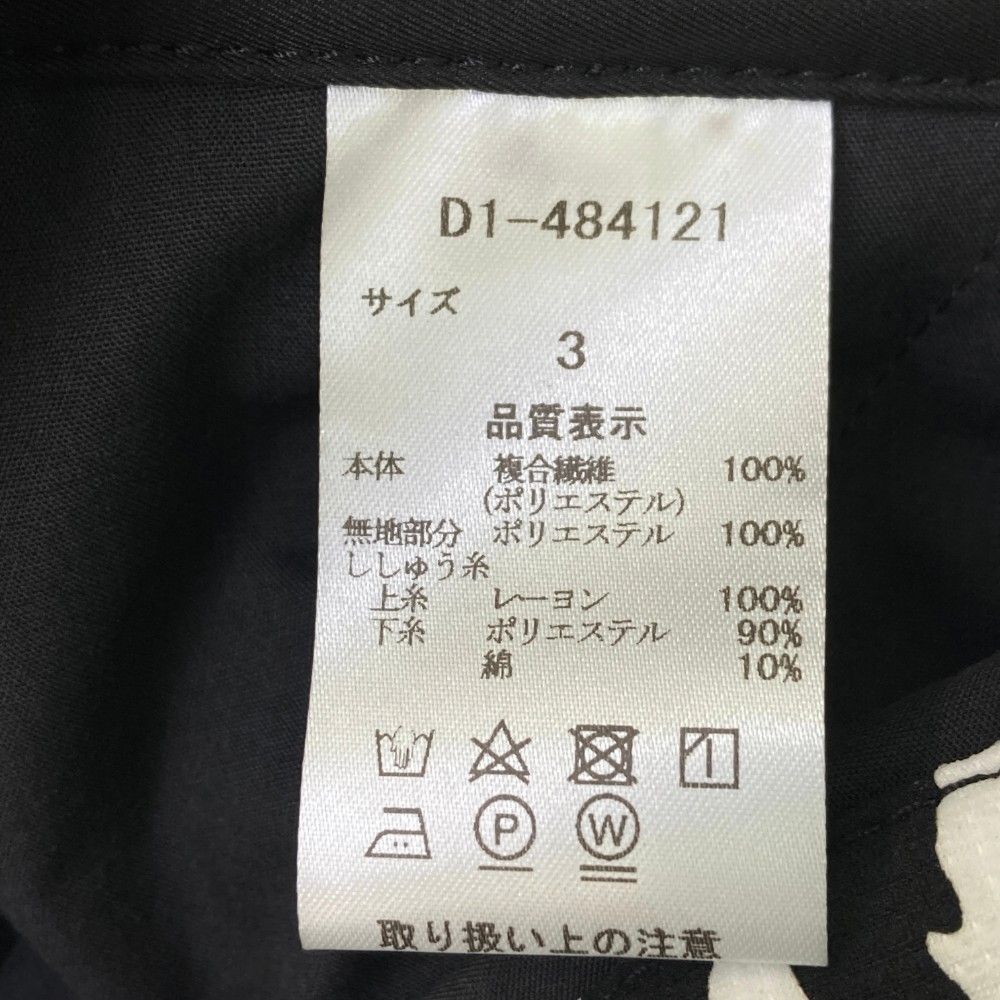 D1-484121
サイズ
3
品質表示
本体 複合繊維 100%
(ポリエステル)
無地部分 ポリエステル 100%
ししゅう糸
上糸 レーヨン 100%
下糸 ポリエステル 90%
綿 10%
P W
取り扱い上の注意